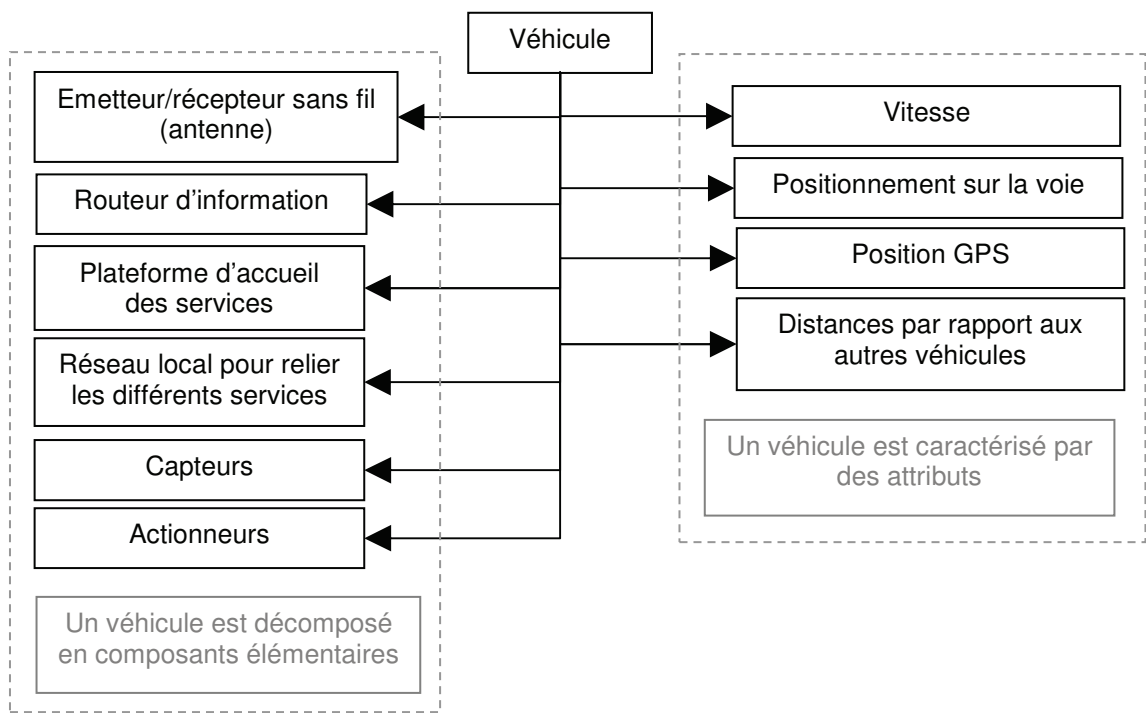 Véhicule
Emetteur/récepteur sans fil
(antenne)
Routeur d'information
Plateforme d'accueil
des services
Réseau local pour relier
les différents services
Capteurs
Actionneurs
Un véhicule est décomposé
en composants élémentaires
Vitesse
Positionnement sur la voie
Position GPS
Distances par rapport aux
autres véhicules
Un véhicule est caractérisé par
des attributs